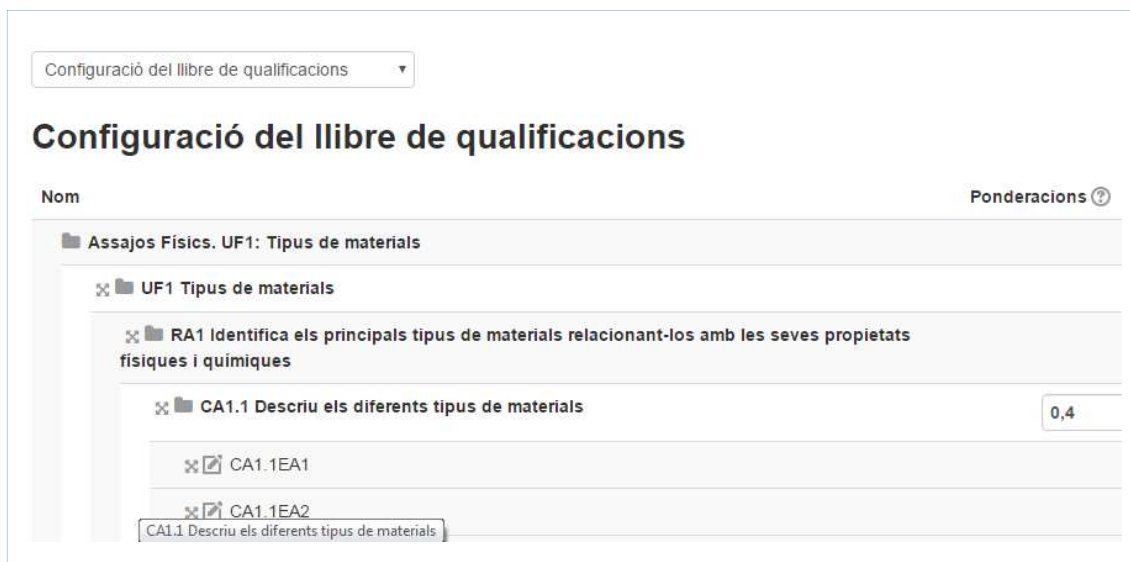 Configuració del llibre de qualificacions
Configuració del llibre de qualificacions
Nom Ponderacions
Assajos Físics. UF1: Tipus de materials
UF1 Tipus de materials
RA1 Identifica els principals tipus de materials relacionant-los amb les seves propietats
físiques i químiques
CA1.1 Descriu els diferents tipus de materials
0,4
CA1.1EA1
CA1.1EA2
CA1.1 Descriu els diferents tipus de materials